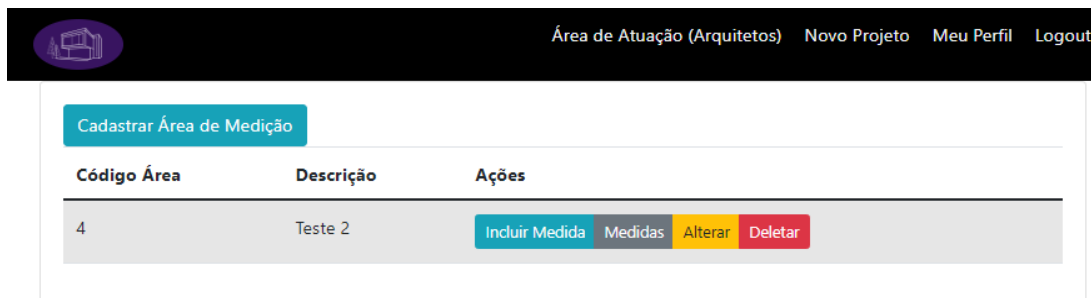 Área de Atuação (Arquitetos) Novo Projeto Meu Perfil Logout
Cadastrar Área de Medição
Código Área Descrição Ações
4 Teste 2 Incluir Medida Medidas Alterar Deletar